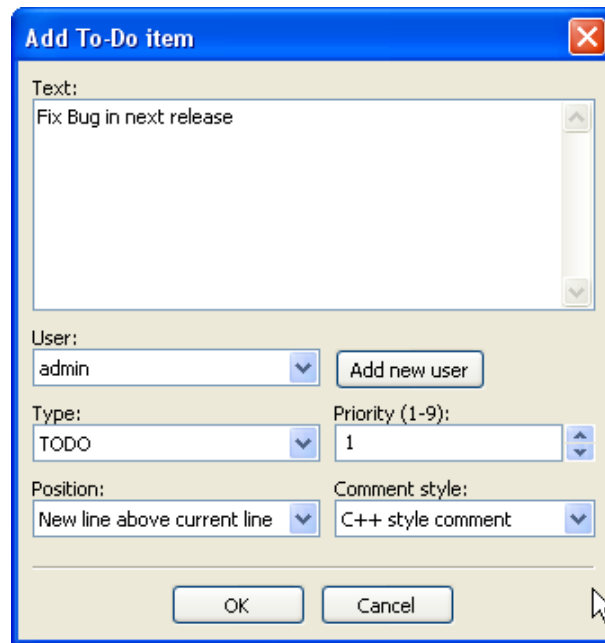 Add To-Do item
Text:
Fix Bug in next release
User:
admin
Add new user
Type:
Priority (1-9):
TODO
1
Position:
Comment style:
New line above current line
C++ style comment
OK
Cancel